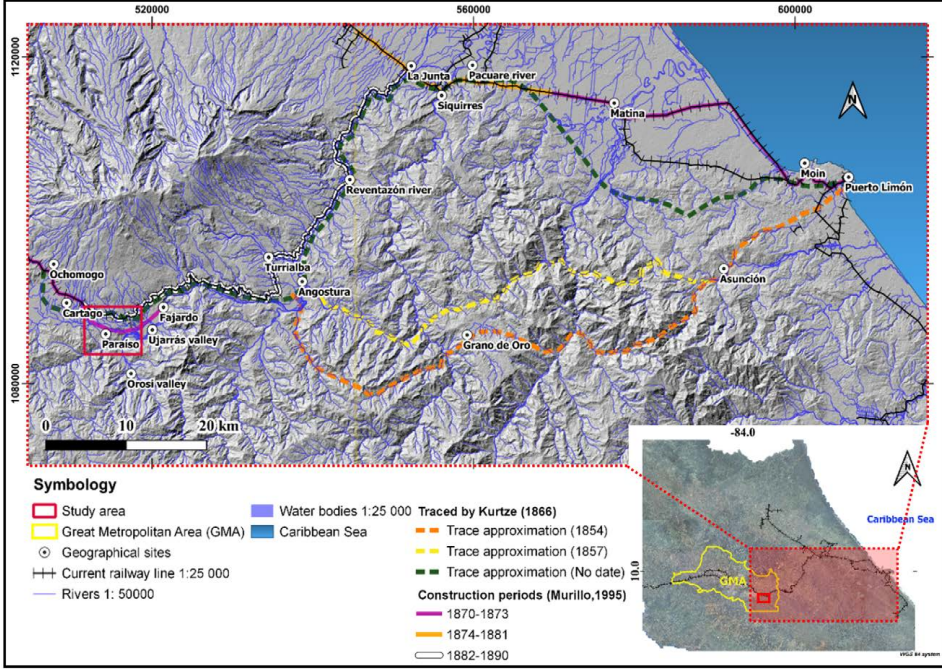 520000
560000
600000
1120000
1080000
La Junta
Pacuare river
Siquirres
Matina
N
Moín
Puerto Limón
Reventazón river
Turrialba
Ochomogo
Angostura
Asunción
Cartago
Fajardo
Paraíso
Ujarrás valley
Grano de Oro
Orosi valley
0 10 20 km
-84.0
N
Caribbean Sea
10.0
GMA
WGS 84 system
Symbology
Study area
Great Metropolitan Area (GMA)
Geographical sites
Current railway line 1:25 000
Rivers 1: 50000
Water bodies 1:25 000
Caribbean Sea
Traced by Kurtze (1866)
Trace approximation (1854)
Trace approximation (1857)
Trace approximation (No date)
Construction periods (Murillo,1995)
1870-1873
1874-1881
1882-1890